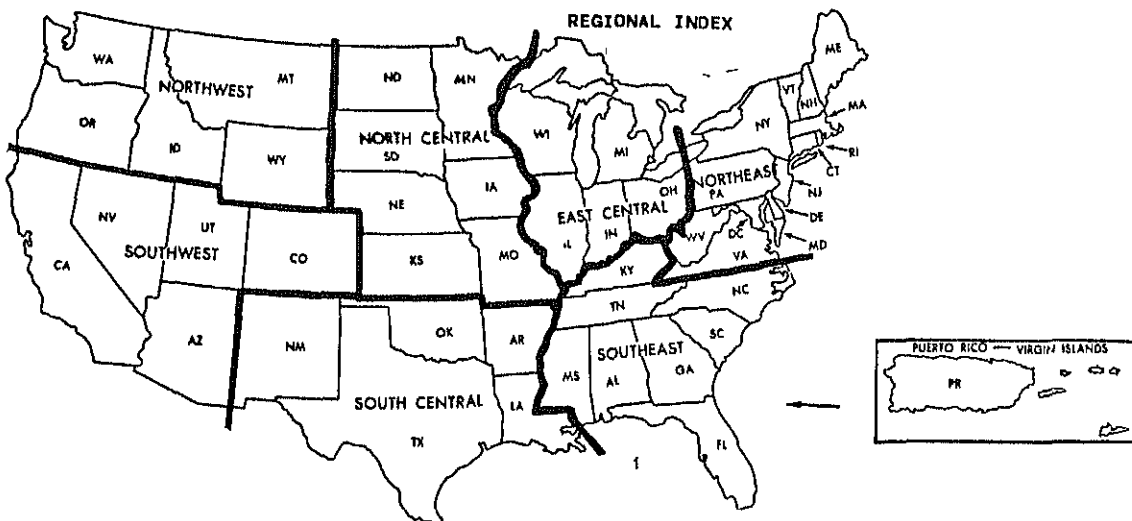 REGIONAL INDEX
WA
MT
ND
MN
ME
NORTHWEST
VT
NH
MA
OR
NORTH CENTRAL
WI
NY
ID
SD
MI
RI
WY
CT
IA
NORTHEAST
NJ
NE
OH
PA
NV
UT
EAST CENTRAL
DE
IN
WV
DC
SOUTHWEST
CO
MO
MD
CA
KS
KY
VA
NC
TN
AZ
OK
AR
SC
NM
SOUTHEAST
PUERTO RICO — VIRGIN ISLANDS
MS
AL
GA
PR
SOUTH CENTRAL
LA
TX
FL